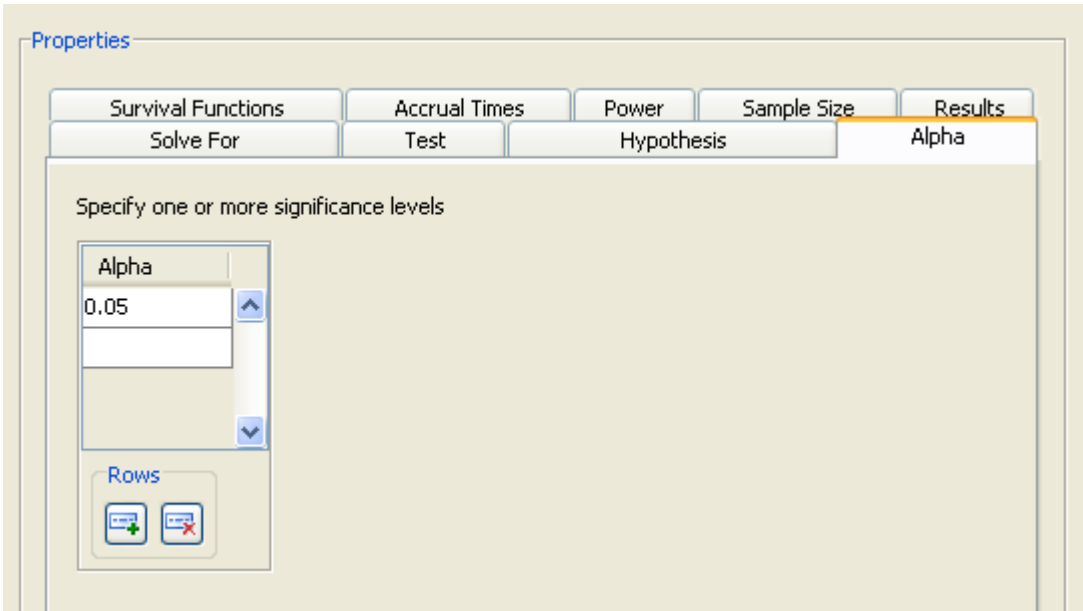 Properties
Survival Functions Accrual Times Power Sample Size Results
Solve For Test Hypothesis Alpha
Specify one or more significance levels
Alpha
0.05
Rows